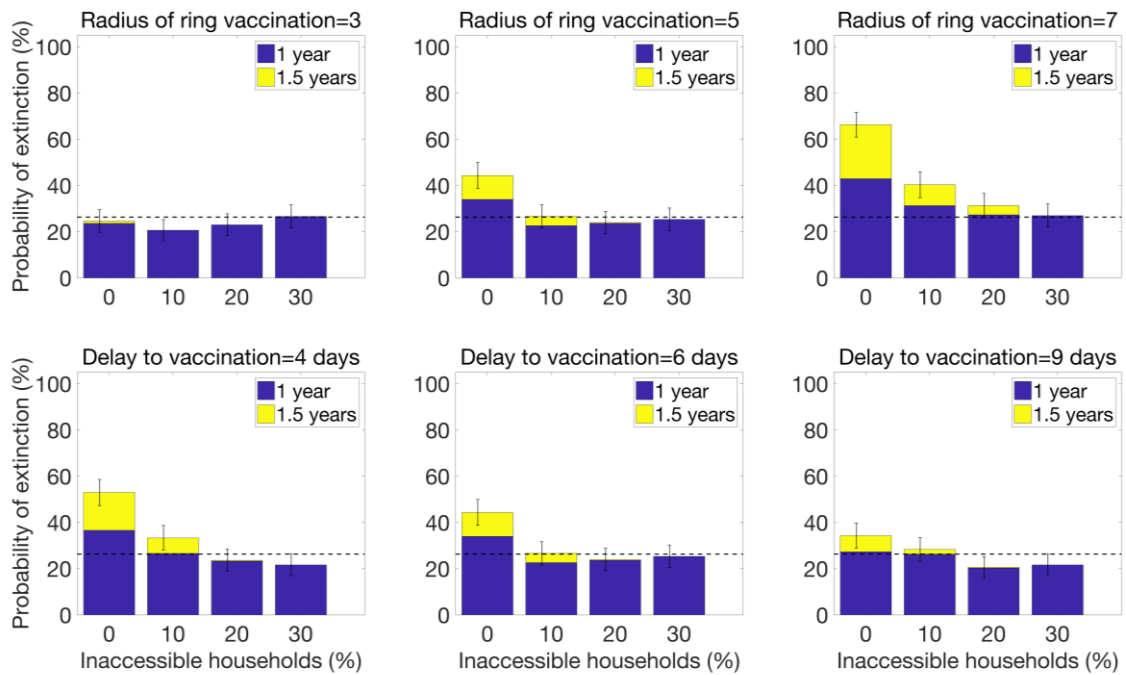 Radius of ring vaccination=3
Probability of extinction (%)
100
80
60
40
20
0
1 year
1.5 years
0 10 20 30
Radius of ring vaccination=5
100
80
60
40
20
0
1 year
1.5 years
0 10 20 30
Radius of ring vaccination=7
Probability of extinction (%)
100
80
60
40
20
0
1 year
1.5 years
0 10 20 30
Delay to vaccination=4 days
Probability of extinction (%)
100
80
60
40
20
0
1 year
1.5 years
0 10 20 30
Inaccessible households (%)
Delay to vaccination=6 days
100
80
60
40
20
0
1 year
1.5 years
0 10 20 30
Inaccessible households (%)
Delay to vaccination=9 days
Probability of extinction (%)
100
80
60
40
20
0
1 year
1.5 years
0 10 20 30
Inaccessible households (%)